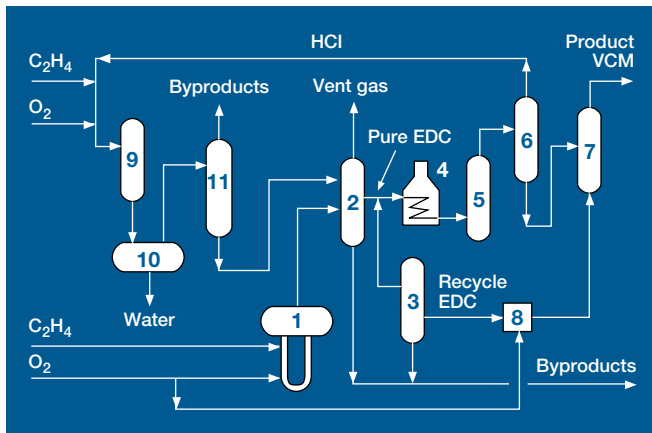 HCl
Product
VCM
C₂H₄
Byproducts
Vent gas
O₂
Pure EDC
4
6
7
9
11
5
2
10
Recycle
EDC
3
Water
1
8
C₂H₄
O₂
Byproducts